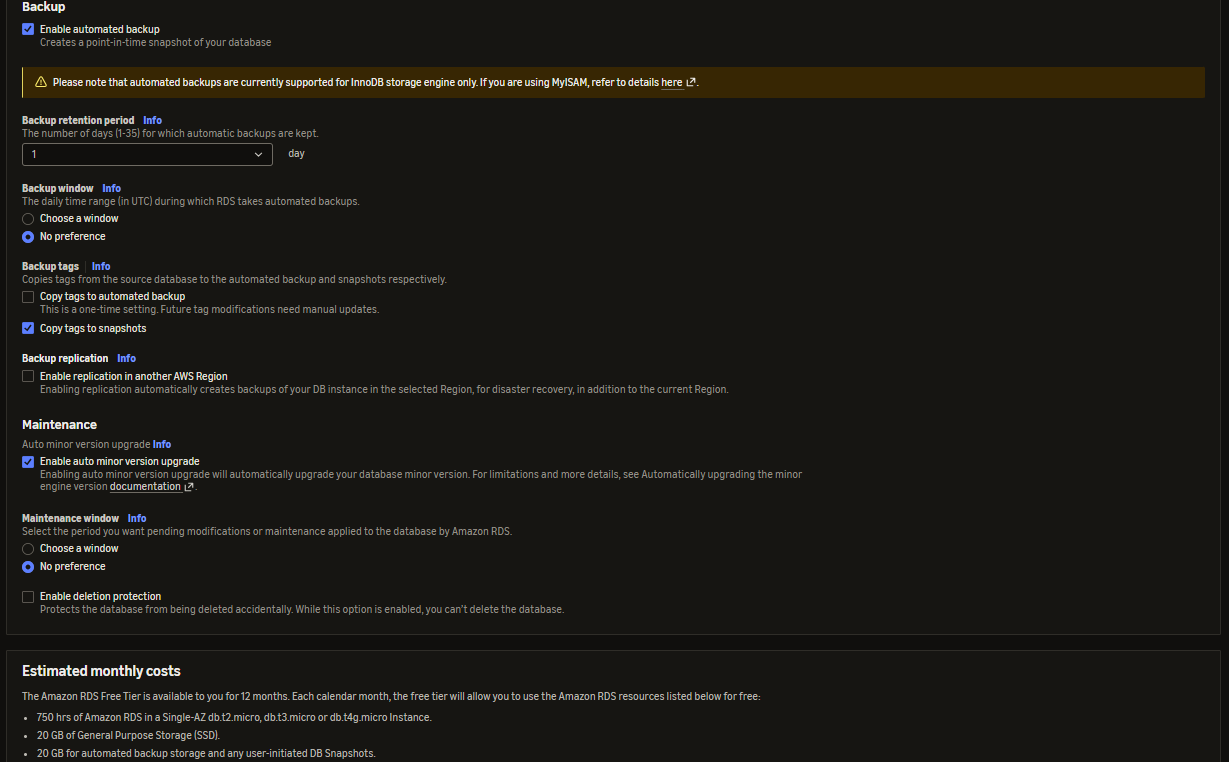 Backup
Enable automated backup
Creates a point-in-time snapshot of your database
Please note that automated backups are currently supported for InnoDB storage engine only. If you are using MyISAM, refer to details here.
Backup retention period Info
The number of days (1-35) for which automatic backups are kept.
1 day
Backup window Info
The daily time range (in UTC) during which RDS takes automated backups.
Choose a window
No preference
Backup tags Info
Copies tags from the source database to the automated backup and snapshots respectively.
Copy tags to automated backup
This is a one-time setting. Future tag modifications need manual updates.
Copy tags to snapshots
Backup replication Info
Enable replication in another AWS Region
Enabling replication automatically creates backups of your DB instance in the selected Region, for disaster recovery, in addition to the current Region.
Maintenance
Auto minor version upgrade Info
Enable auto minor version upgrade
Enabling auto minor version upgrade will automatically upgrade your database minor version. For limitations and more details, see Automatically upgrading the minor
engine version documentation.
Maintenance window Info
Select the period you want pending modifications or maintenance applied to the database by Amazon RDS.
Choose a window
No preference
Enable deletion protection
Protects the database from being deleted accidentally. While this option is enabled, you can't delete the database.
Estimated monthly costs
The Amazon RDS Free Tier is available to you for 12 months. Each calendar month, the free tier will allow you to use the Amazon RDS resources listed below for free:
• 750 hrs of Amazon RDS in a Single-AZ db.t2.micro, db.t3.micro or db.t4g.micro Instance.
• 20 GB of General Purpose Storage (SSD).
• 20 GB for automated backup storage and any user-initiated DB Snapshots.